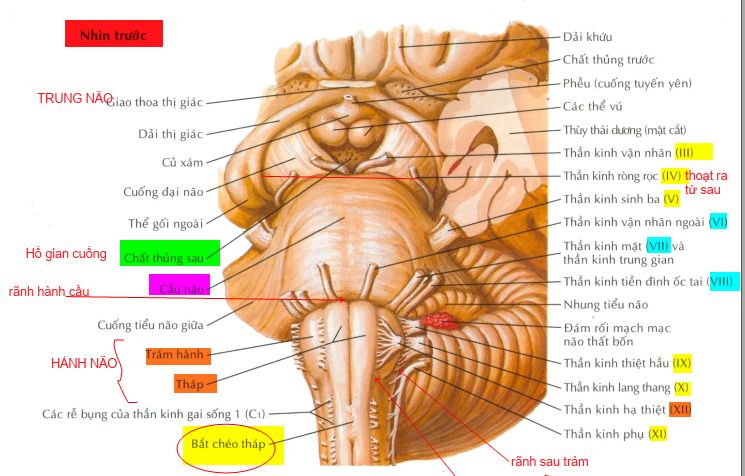 Nhìn trước
TRUNG NÃO
Giao thoa thị giác
Dải thị giác
Củ xám
Cuống đại não
Thể gối ngoài
Hố gian cuống
Chất thủng sau
Cầu não
rãnh hành cầu
Cuống tiểu não giữa
HÀNH NÃO
Trám hành
Tháp
Các rễ bụng của thần kinh gai sống 1 (C1)
Bắt chéo tháp
Dải khứu
Chất thủng trước
Phễu (cuống tuyến yên)
Các thể vú
Thùy thái dương (mặt cắt)
Thần kinh vận nhãn (III)
Thần kinh ròng rọc (IV) thoạt ra
từ sau
Thần kinh sinh ba (V)
Thần kinh vận nhãn ngoài (VI)
Thần kinh mặt (VII) và
thần kinh trung gian
Thần kinh tiền đình ốc tai (VIII)
Nhung tiểu não
Đám rối mạch mạc
não thất bốn
Thần kinh thiệt hầu (IX)
Thần kinh lang thang (X)
Thần kinh hạ thiệt (XII)
Thần kinh phụ (XI)
rãnh sau trám